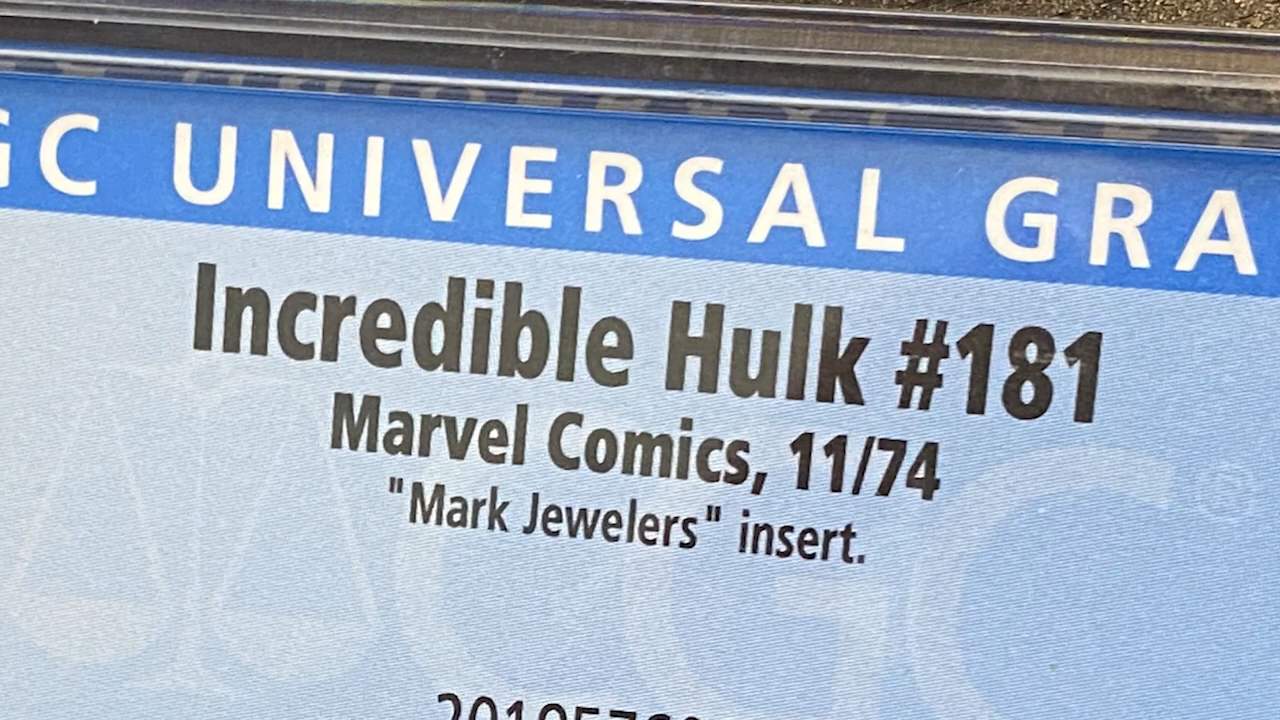 GC UNIVERSAL GRA
Incredible Hulk #181
Marvel Comics, 11/74
"Mark Jewelers" insert.